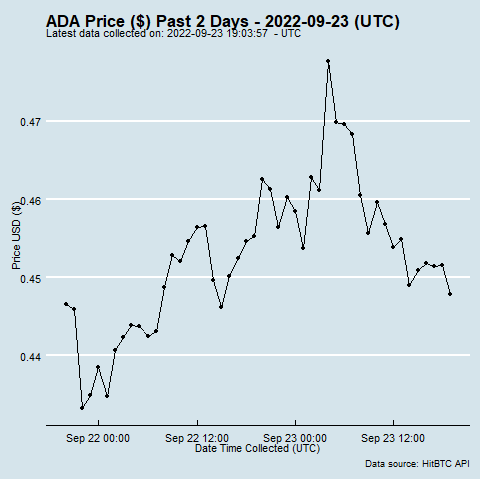 ADA Price ($) Past 2 Days - 2022-09-23 (UTC)
Latest data collected on: 2022-09-23 19:03:57 - UTC
0.47
0.46
0.45
0.44
Price USD ($)
Sep 22 00:00 Sep 22 12:00 Sep 23 00:00 Sep 23 12:00
Date Time Collected (UTC)
Data source: HitBTC API